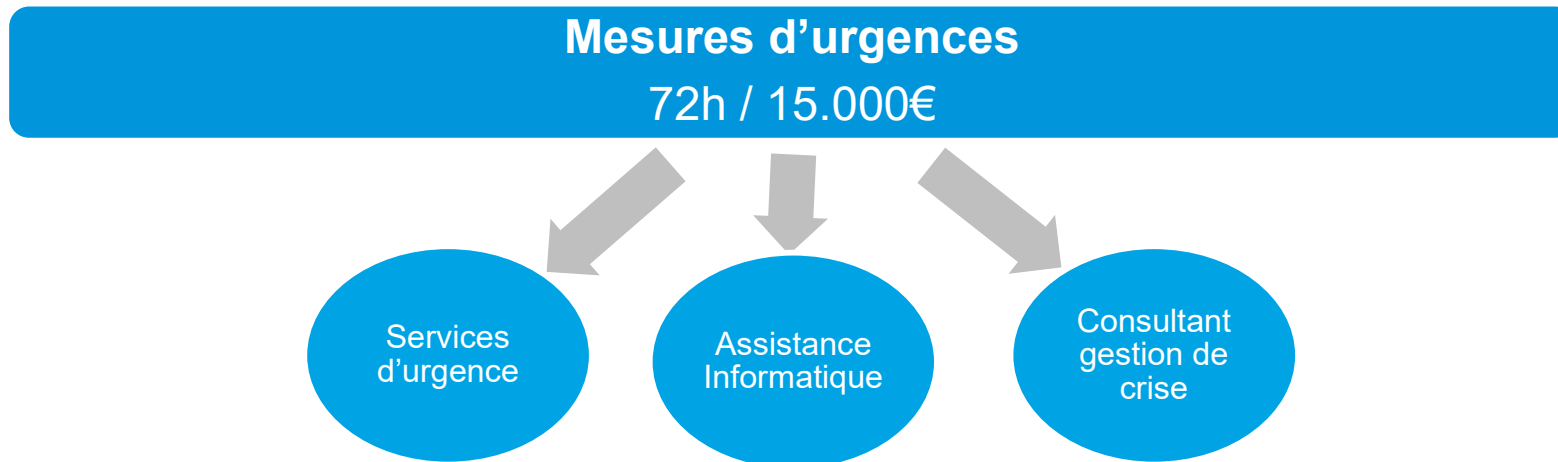 Mesures d’urgences
72h / 15.000€
Services
d’urgence
Assistance
Informatique
Consultant
gestion de
crise